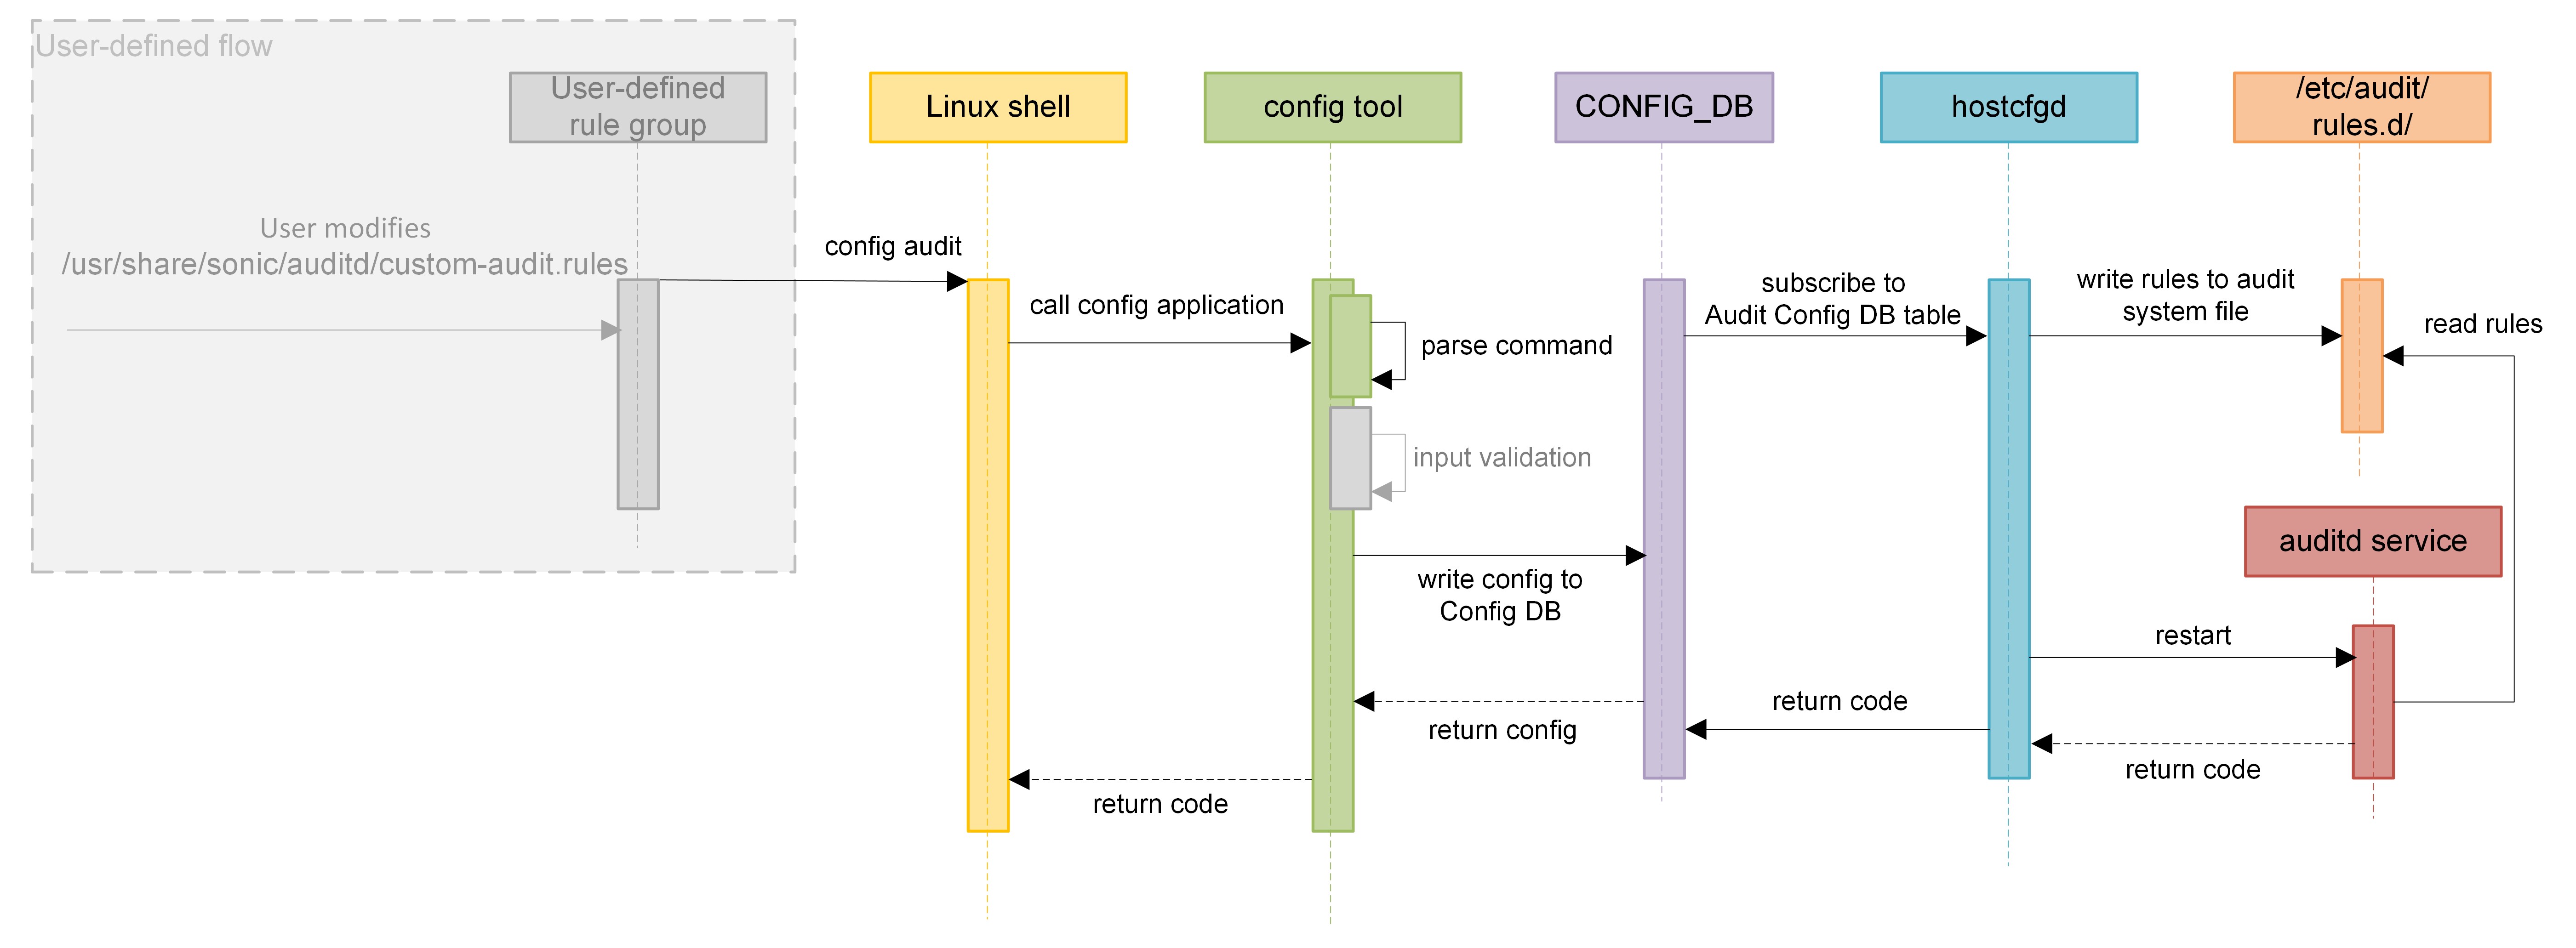 User-defined flow
User-defined
rule group
Linux shell
config tool
CONFIG_DB
hostcfgd
/etc/audit/
rules.d/
User modifies
/usr/share/sonic/auditd/custom-audit.rules
config audit
call config application
parse command
input validation
write config to
Config DB
subscribe to
Audit Config DB table
write rules to audit
system file
read rules
auditd service
restart
return code
return config
return code
return code